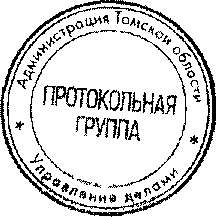 Администрация Томской области
ПРОТОКОЛЬНАЯ
ГРУППА
* Управление делами *